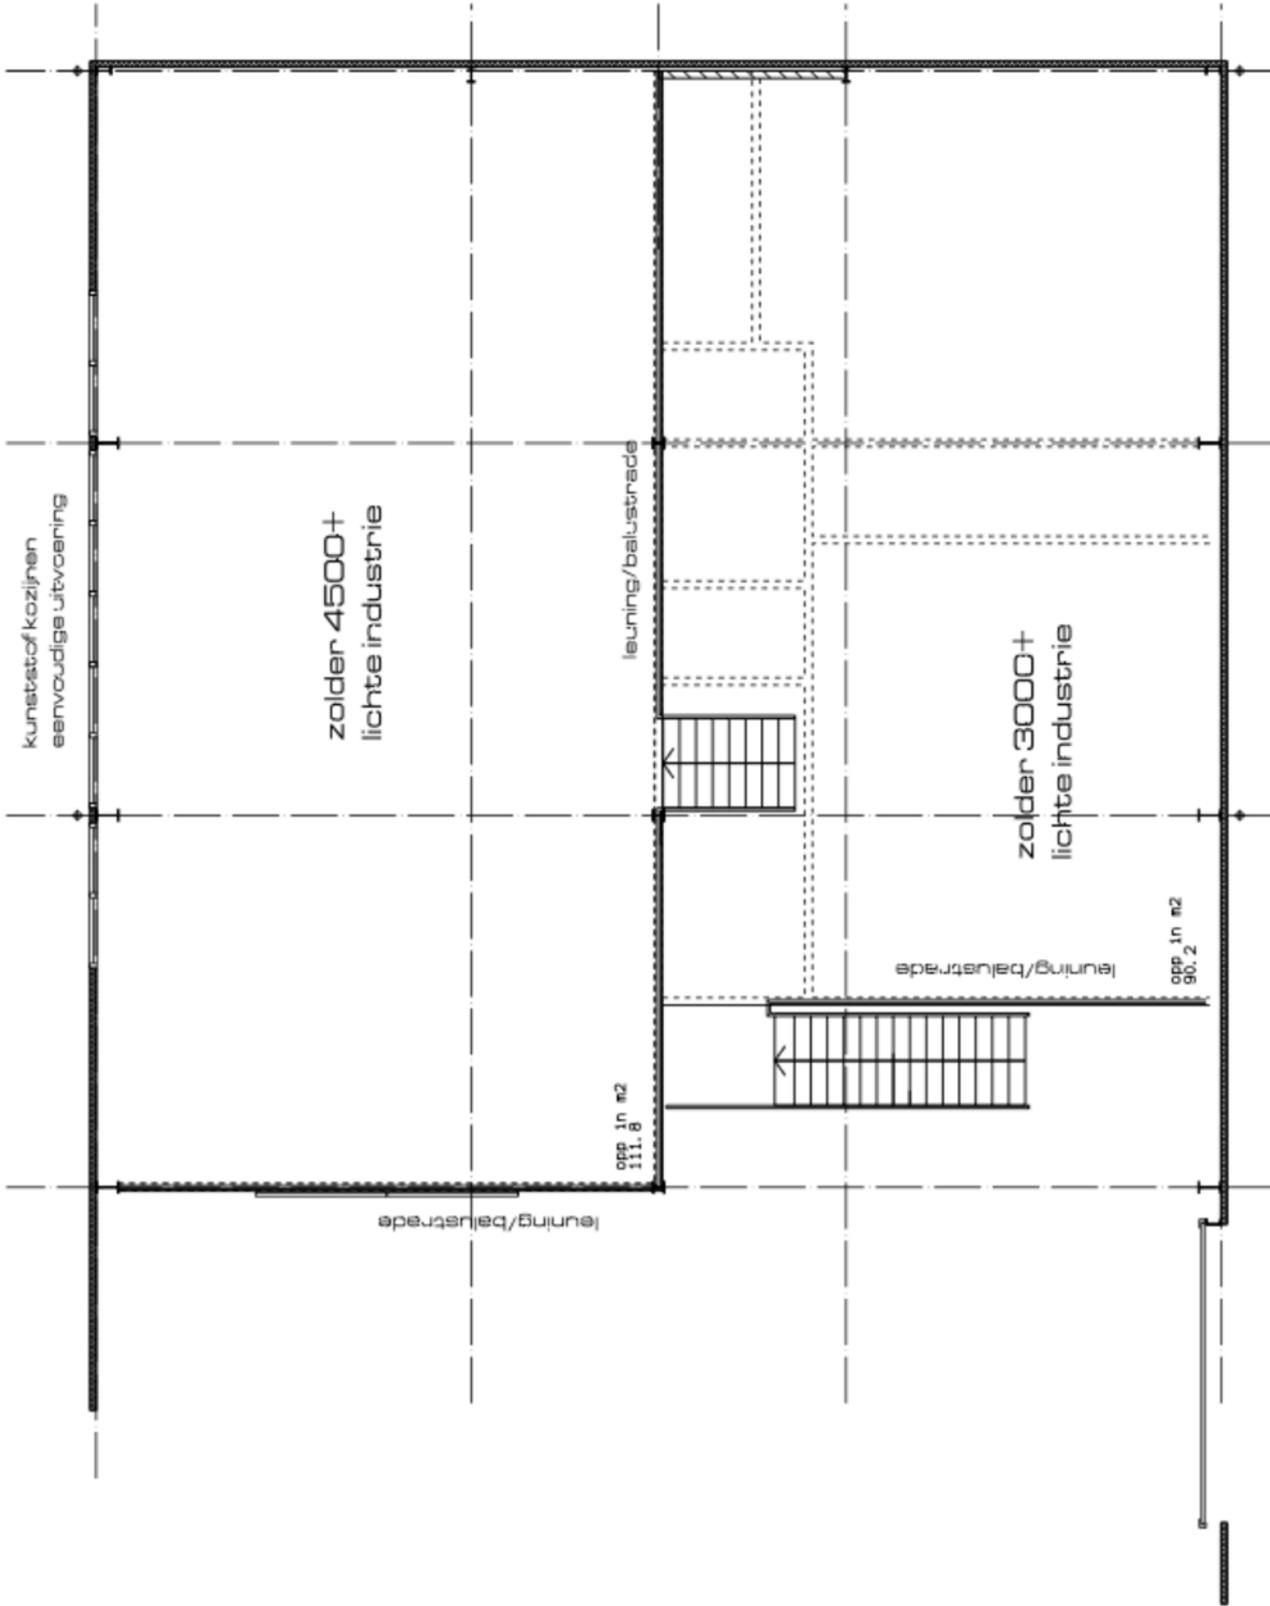 kunststof kozijnen
eenvoudige uitvoering
zolder 4500+
lichte industrie
leuning/balustrade
zolder 3000+
lichte industrie
opp in m2
90.2
leuning/balustrade
opp in m2
111.8
leuning/balustrade